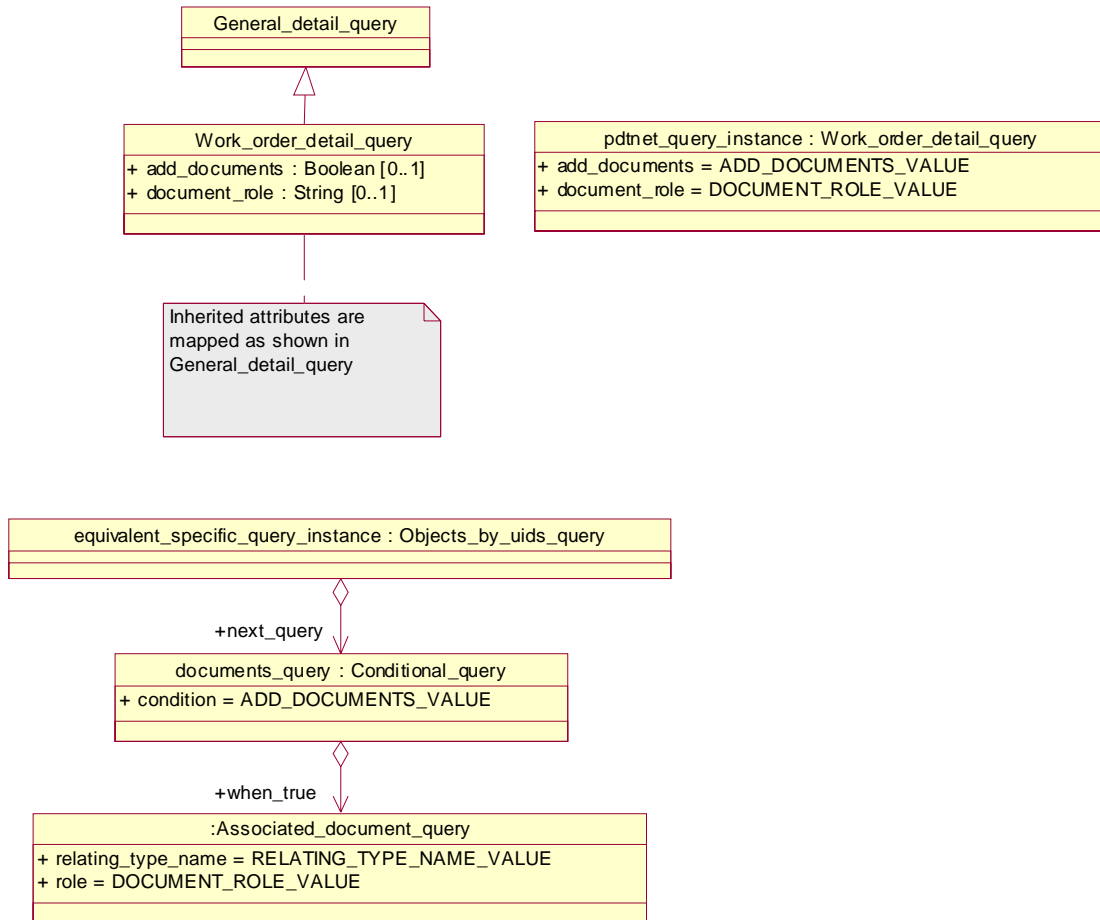 General_detail_query
Work_order_detail_query
+ add_documents : Boolean [0..1]
+ document_role : String [0..1]
pdtnet_query_instance : Work_order_detail_query
+ add_documents = ADD_DOCUMENTS_VALUE
+ document_role = DOCUMENT_ROLE_VALUE
Inherited attributes are
mapped as shown in
General_detail_query
equivalent_specific_query_instance : Objects_by_uids_query
+next_query
documents_query : Conditional_query
+ condition = ADD_DOCUMENTS_VALUE
+when_true
:Associated_document_query
+ relating_type_name = RELATING_TYPE_NAME_VALUE
+ role = DOCUMENT_ROLE_VALUE